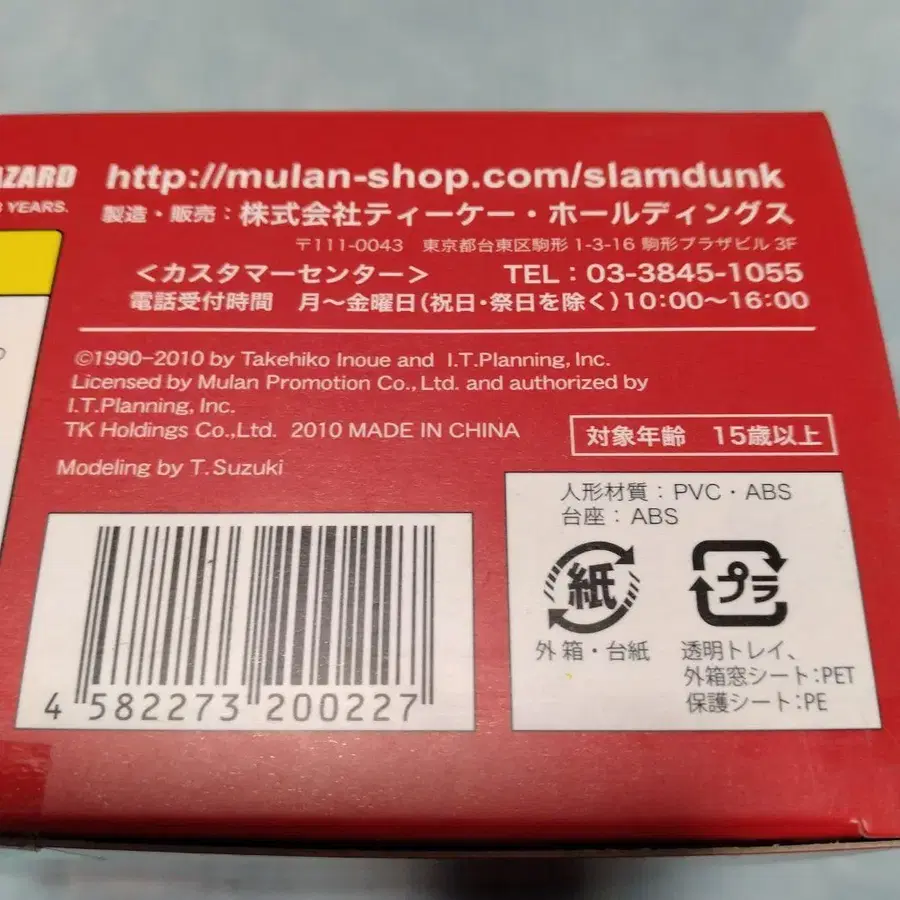 AZARD
3 YEARS.
http://mulan-shop.com/slamdunk
製造・販売：株式会社ティーケー・ホールディングス
〒111-0043 東京都台東区駒形 1-3-16 駒形プラザビル 3F
＜カスタマーセンター＞ TEL：03-3845-1055
電話受付時間 月〜金曜日(祝日・祭日を除く)10:00〜16:00
©1990-2010 by Takehiko Inoue and I.T.Planning, Inc.
Licensed by Mulan Promotion Co., Ltd. and authorized by
I.T.Planning, Inc.
TK Holdings Co.,Ltd. 2010 MADE IN CHINA
対象年齢 15歳以上
Modeling by T.Suzuki
人形材質：PVC・ABS
台座：ABS
紙
プラ
外箱・台紙
透明トレイ、
外箱窓シート：PET
保護シート：PE
4 582273 200227